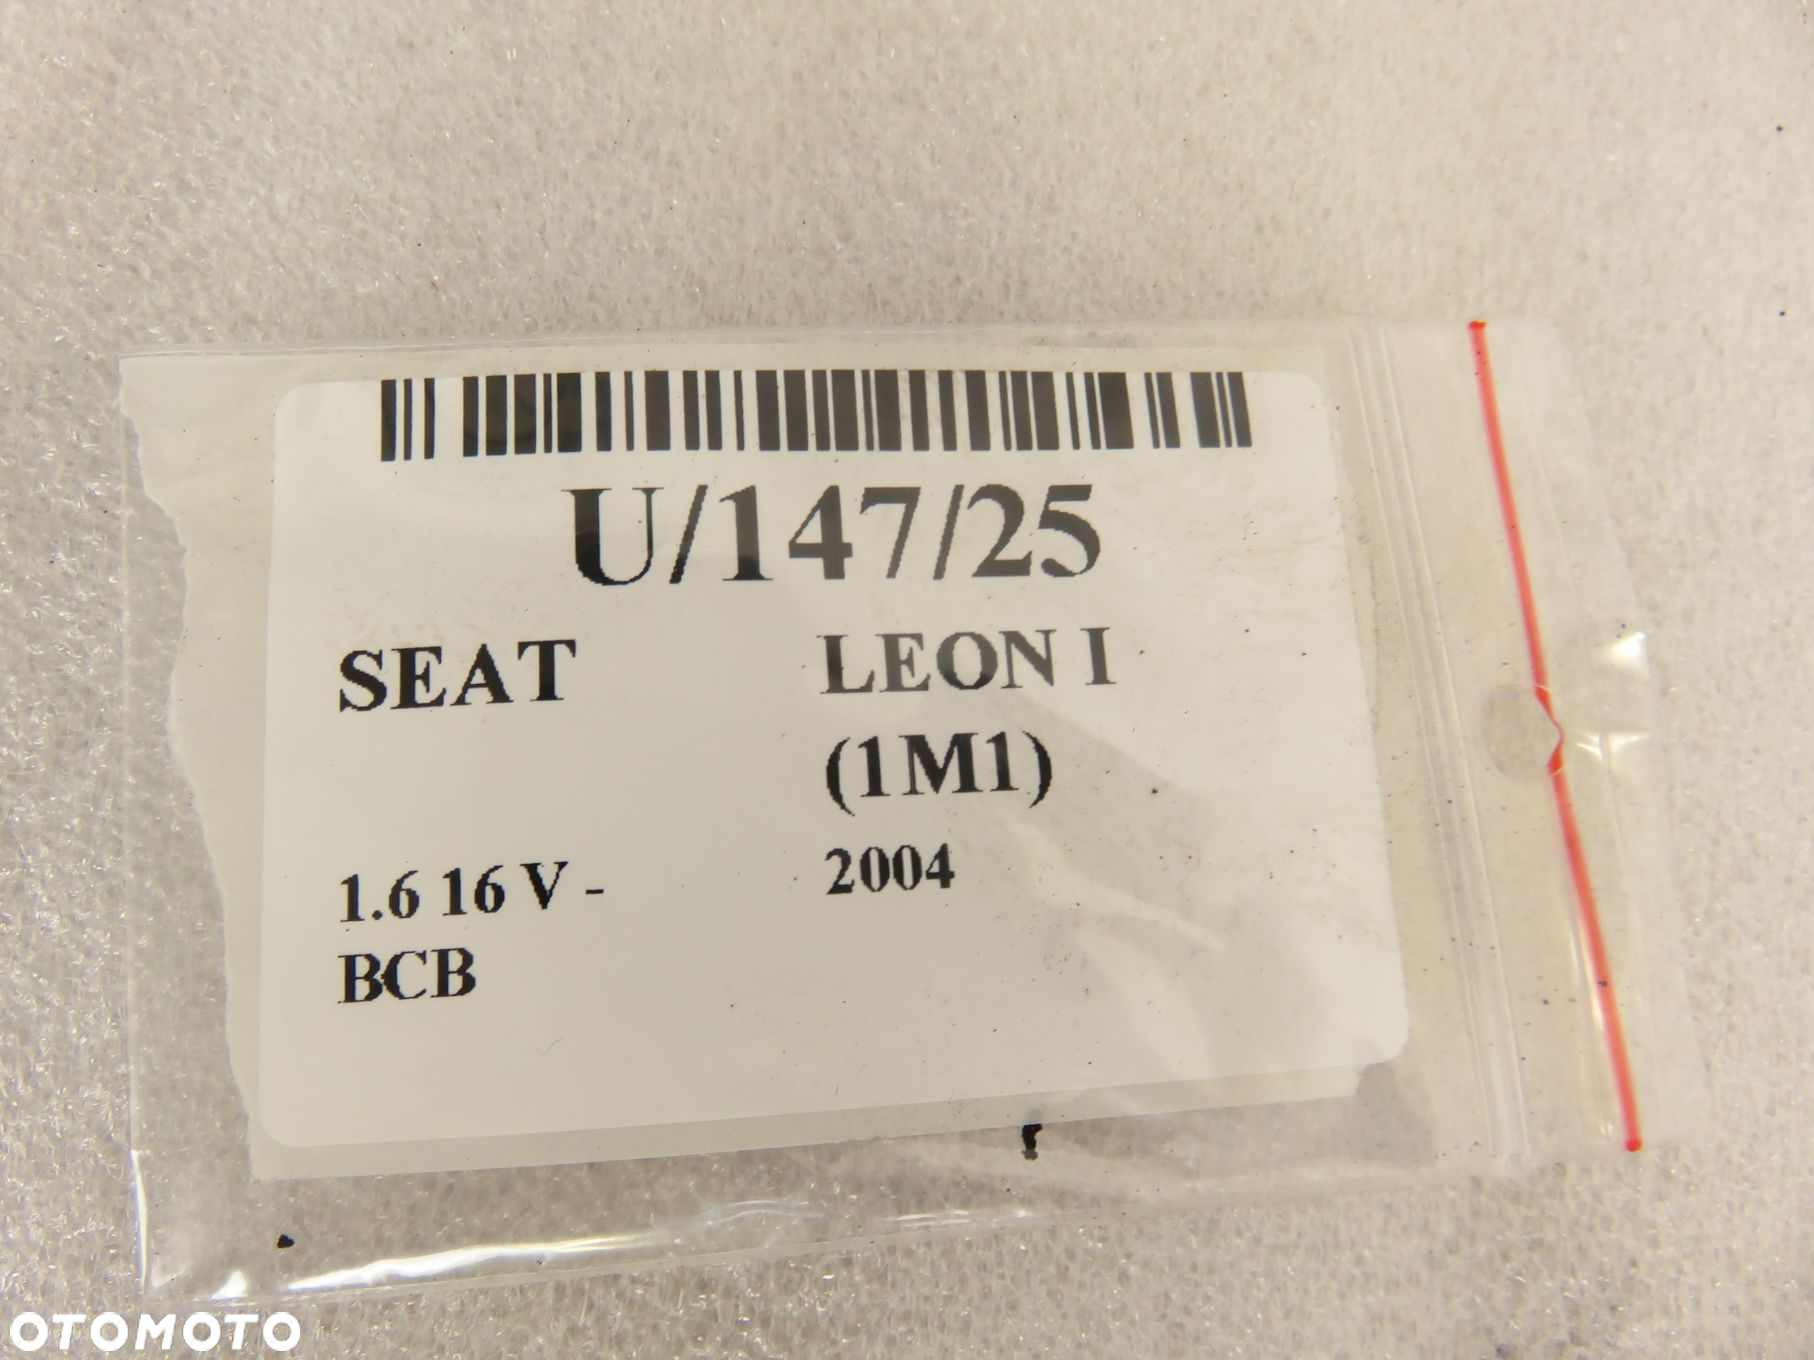 U/147/25
SEAT LEON I
(1M1)
1.6 16 V - 2004
BCB
OTOMOTO